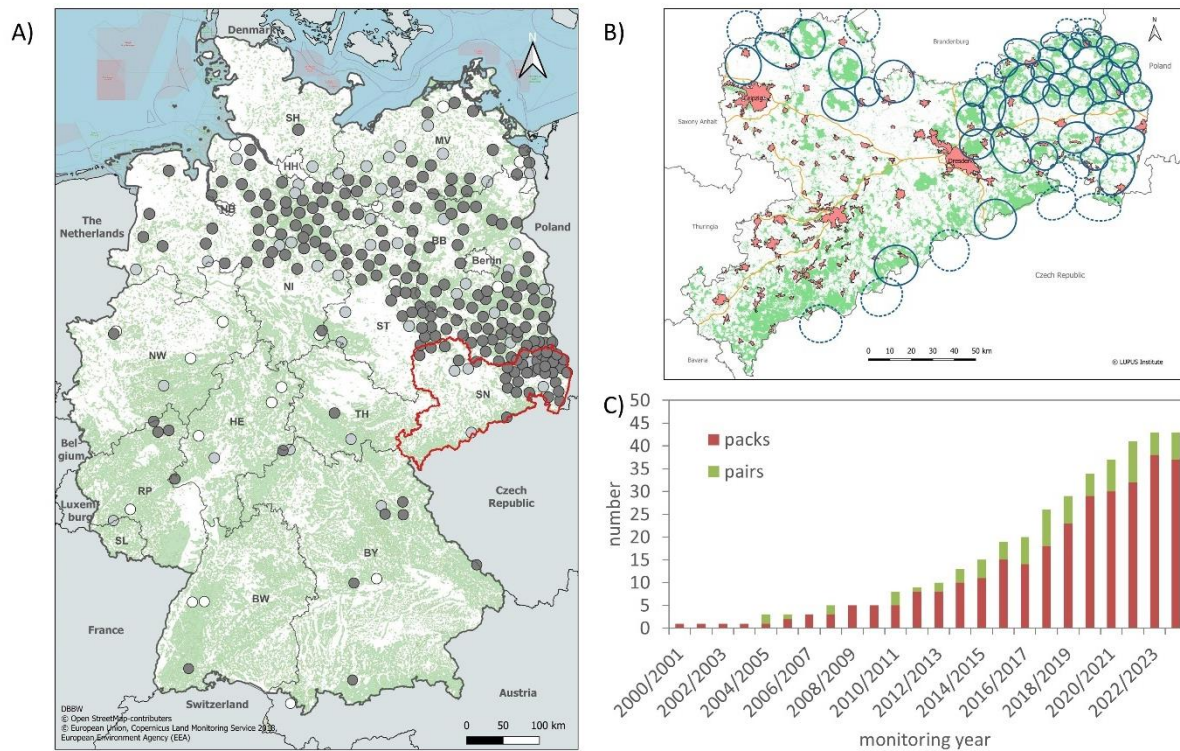 A)
Denmark
N
SH
MV
HH
The
Netherlands
HB
Poland
BB
Berlin
NI
ST
NW
SN
HE
TH
Bel-
gium
RP
Luxem-
burg
Czech
Republic
SL
BY
BW
France
Austria
Switzerland
DBBW
© Open StreetMap-contributors
© European Union, Copernicus Land Monitoring Service 2018,
European Environment Agency (EEA)
0 50 100 km
B)
N
Brandenburg
Poland
Leipzig
Saxony Anhalt
Dresden
Thuringia
Czech Republic
Bavaria
0 10 20 30 40 50 km
© LUPUS Institute
C)
50
45
40
35
30
25
20
15
10
5
0
number
packs
pairs
2000/2001
2002/2003
2004/2005
2006/2007
2008/2009
2010/2011
2012/2013
2014/2015
2016/2017
2018/2019
2020/2021
2022/2023
monitoring year